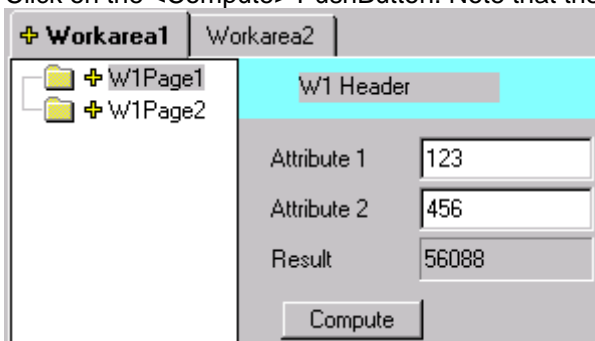 Click on the <Compute> PushButton. Note that the
Workarea1 Workarea2
W1Page1
W1Page2
W1 Header
Attribute 1 123
Attribute 2 456
Result 56088
Compute